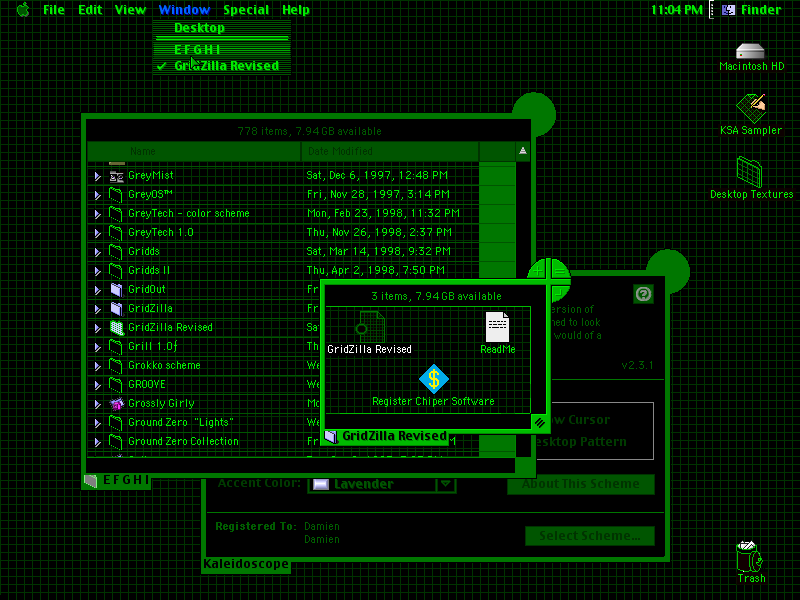 File Edit View Window Special Help 11:04 PM Finder
Desktop
E F G H I
✓ GridZilla Revised
Macintosh HD
KSA Sampler
Desktop Textures
778 items, 7.94 GB available
Name Date Modified
GreyMist Sat, Dec 6, 1997, 12:48 PM
GreyOS™ Fri, Nov 28, 1997, 3:14 PM
GreyTech - color scheme Mon, Feb 23, 1998, 11:32 PM
GreyTech 1.0 Thu, Nov 26, 1998, 2:37 PM
Gridds Sat, Mar 14, 1998, 9:32 PM
Gridds II Thu, Apr 2, 1998, 7:50 PM
GridOut Fr
GridZilla Fr
GridZilla Revised Sa
Grill 1.0ƒ Th
Grokko scheme We
GROOVE We
Grossly Girly Mo
Ground Zero "Lights" We
Ground Zero Collection Fr M
E F G H I
3 items, 7.94 GB available
GridZilla Revised
ReadMe
Register Chiper Software
GridZilla Revised
ersion of
ed to look
would of a
v2.3.1
w Cursor
esktop Pattern
Accent Color: Lavender
About This Scheme
Registered To: Damien
Damien
Select Scheme...
Kaleidoscope
Trash